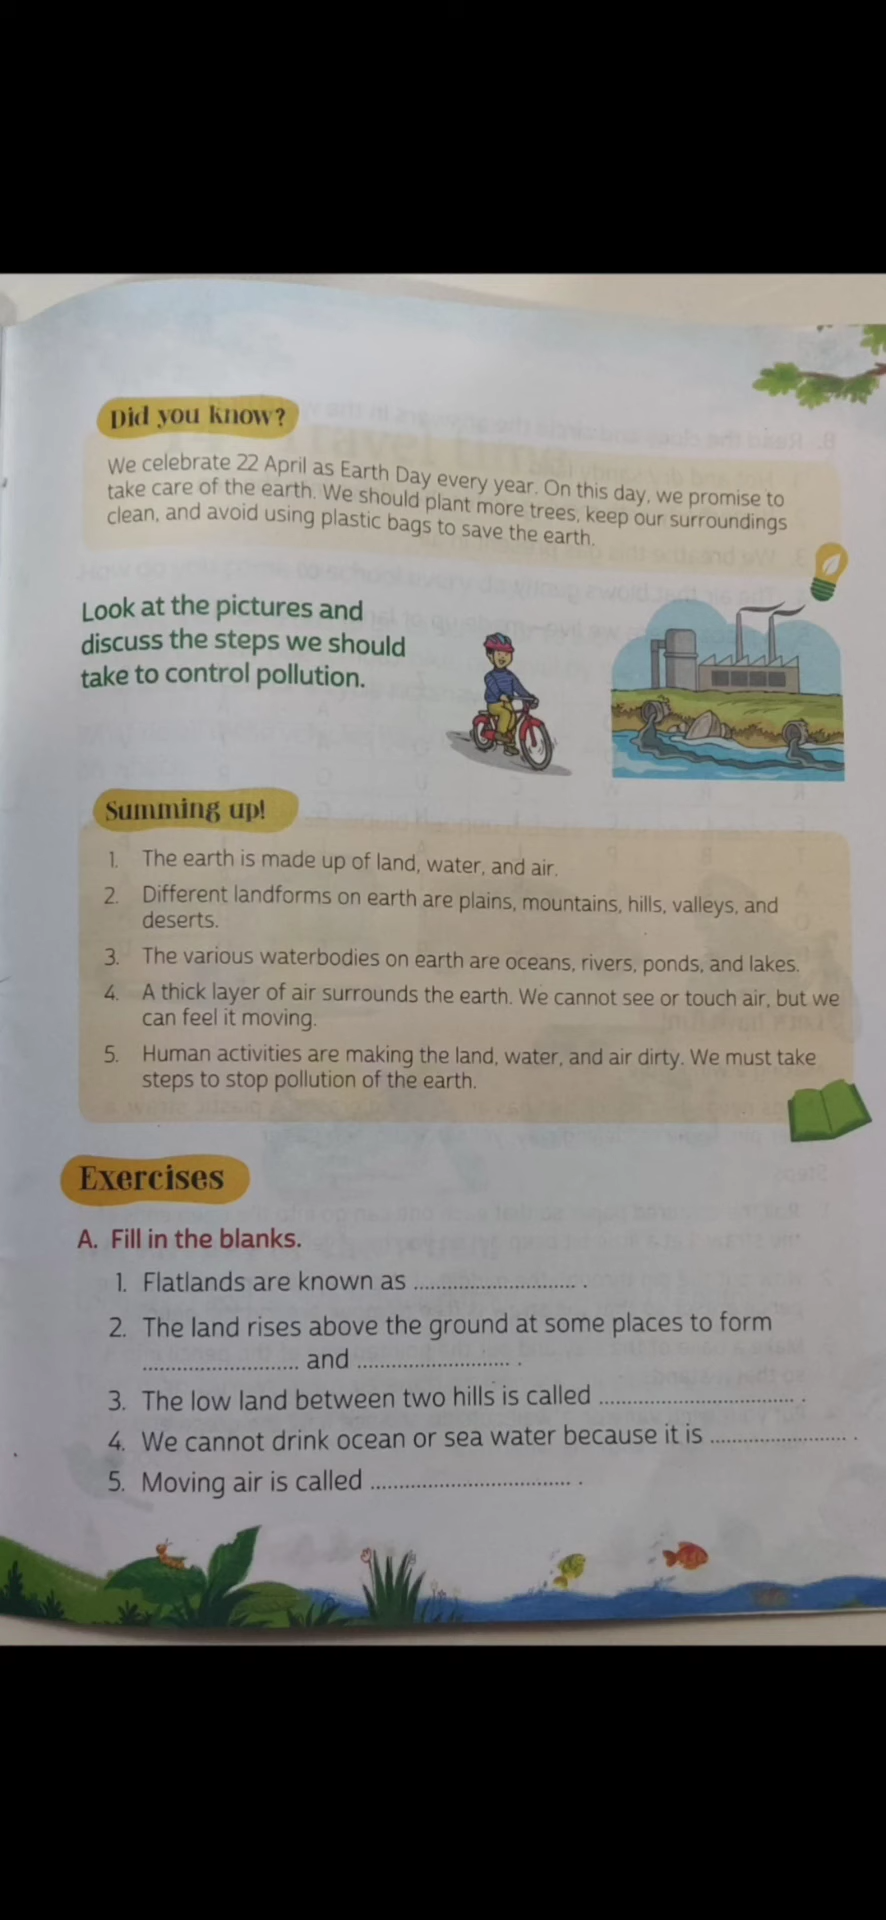 Did you know?
We celebrate 22 April as Earth Day every year. On this day, we promise to
take care of the earth. We should plant more trees, keep our surroundings
clean, and avoid using plastic bags to save the earth.
Look at the pictures and
discuss the steps we should
take to control pollution.
Summing up!
1. The earth is made up of land, water, and air.
2. Different landforms on earth are plains, mountains, hills, valleys, and
deserts.
3. The various waterbodies on earth are oceans, rivers, ponds, and lakes.
4. A thick layer of air surrounds the earth. We cannot see or touch air, but we
can feel it moving.
5. Human activities are making the land, water, and air dirty. We must take
steps to stop pollution of the earth.
Exercises
A. Fill in the blanks.
1. Flatlands are known as ............................ .
2. The land rises above the ground at some places to form
............................ and ............................ .
3. The low land between two hills is called .................................. .
4. We cannot drink ocean or sea water because it is ........................ .
5. Moving air is called ................................... .